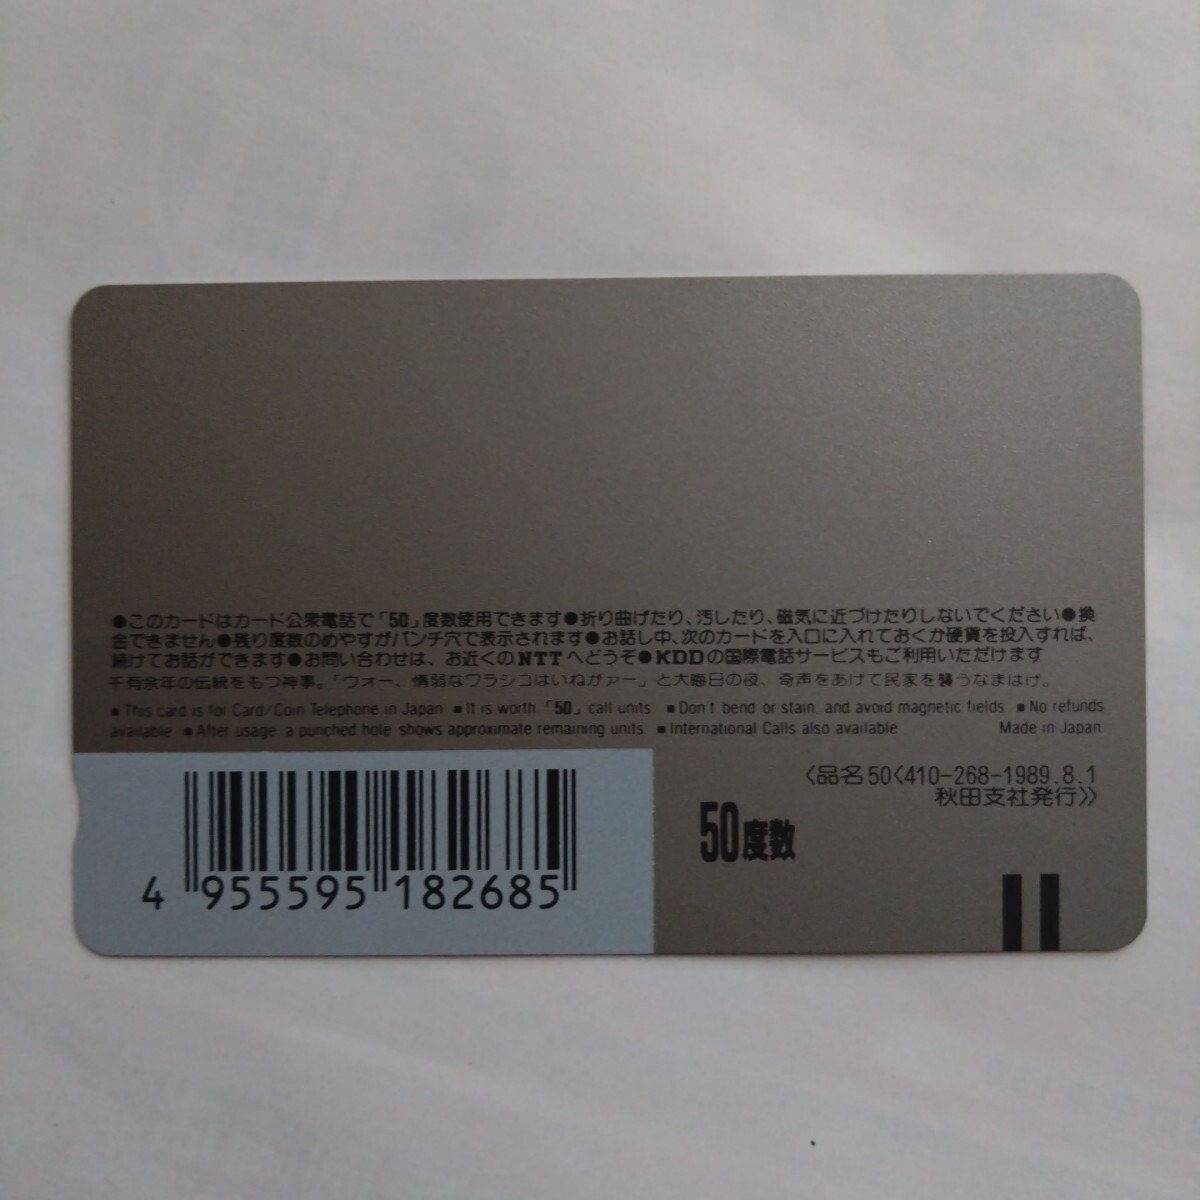 ●このカードはカード公衆電話で「50」度数使用できます●折り曲げたり、汚したり、磁気に近づけたりしないでください●換
金できません●残り度数のめやすがパンチ穴で表示されます●お話し中、次のカードを入口に入れておくか硬貨を投入すれば、
続けてお話ができます●お問い合わせは、お近くのNTTへどうぞ●KDDの国際電話サービスもご利用いただけます
千有余年の伝統をもつ神事。「ウォー、惰弱なワラシコはいねがァー」と大晦日の夜、奇声をあげて民家を襲うなまはげ。
■This card is for Card/Coin Telephone in Japan ■It is worth「50」call units ■Don't bend or stain, and avoid magnetic fields ■No refunds
available ■After usage, a punched hole shows approximate remaining units ■International Calls also available Made in Japan
〈品名50〈410-268-1989.8.1
秋田支社発行〉〉
50度数
4 955595 182685